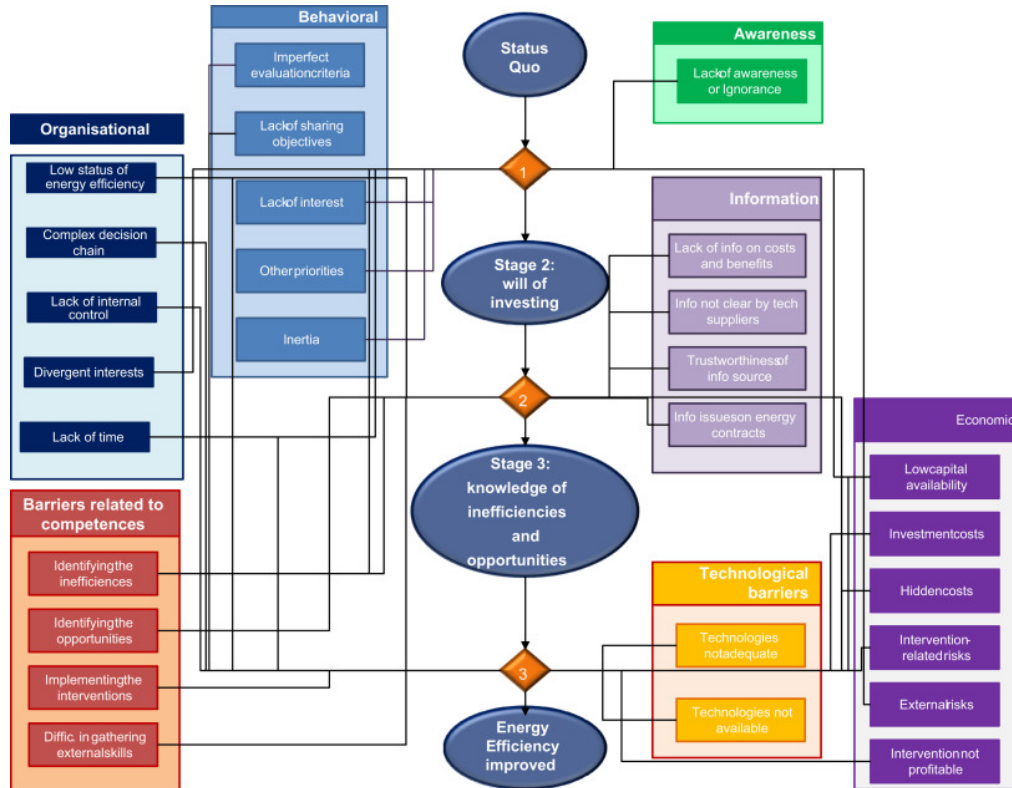 Behavioral
Imperfect
evaluationcriteria
Lackof sharing
objectives
Lackof interest
Otherpriorities
Inertia
Status
Quo
Awareness
Lackof awareness
or Ignorance
Organisational
Low status of
energy efficiency
Complex decision
chain
Lack of internal
control
Divergent interests
Lack of time
1
Stage 2:
will of
investing
Information
Lack of info on costs
and benefits
Info not clear by tech
suppliers
Trustworthinessof
info source
Info issueson energy
contracts
2
Stage 3:
knowledge of
inefficiencies
and
opportunities
Economic
Lowcapital
availability
Investmentcosts
Hiddencosts
Intervention-
relatedrisks
Externalrisks
Interventionnot
profitable
Barriers related to
competences
Identifyingthe
inefficiences
Identifyingthe
opportunities
Implementingthe
interventions
Diffic. in gathering
externalskills
Technological
barriers
Technologies
notadequate
Technologies not
available
3
Energy
Efficiency
improved